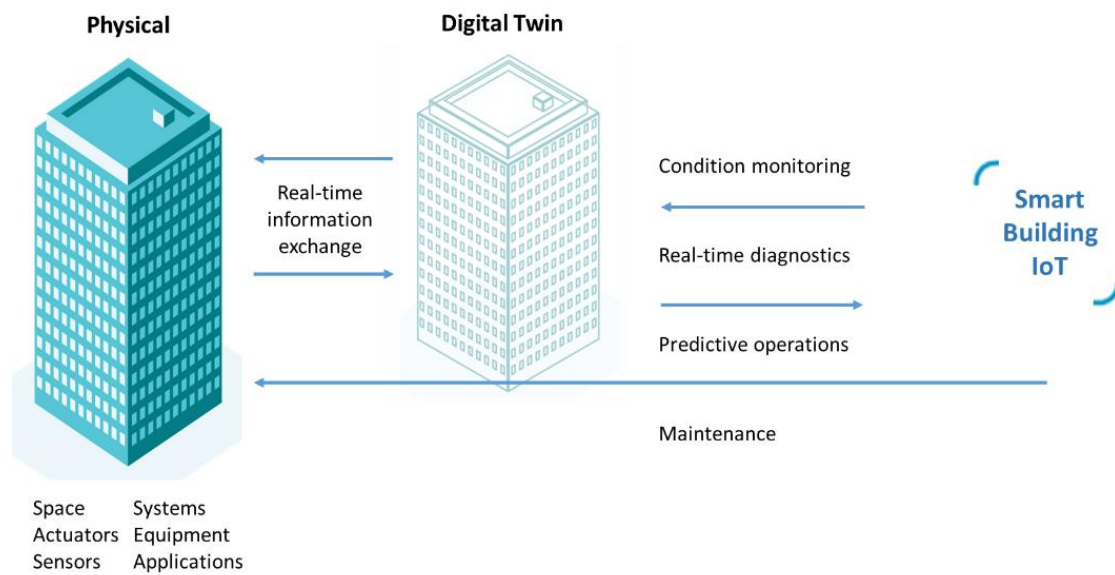 Physical
Digital Twin
Real-time
information
exchange
Condition monitoring
Real-time diagnostics
Predictive operations
Maintenance
Smart
Building
IoT
Space Systems
Actuators Equipment
Sensors Applications